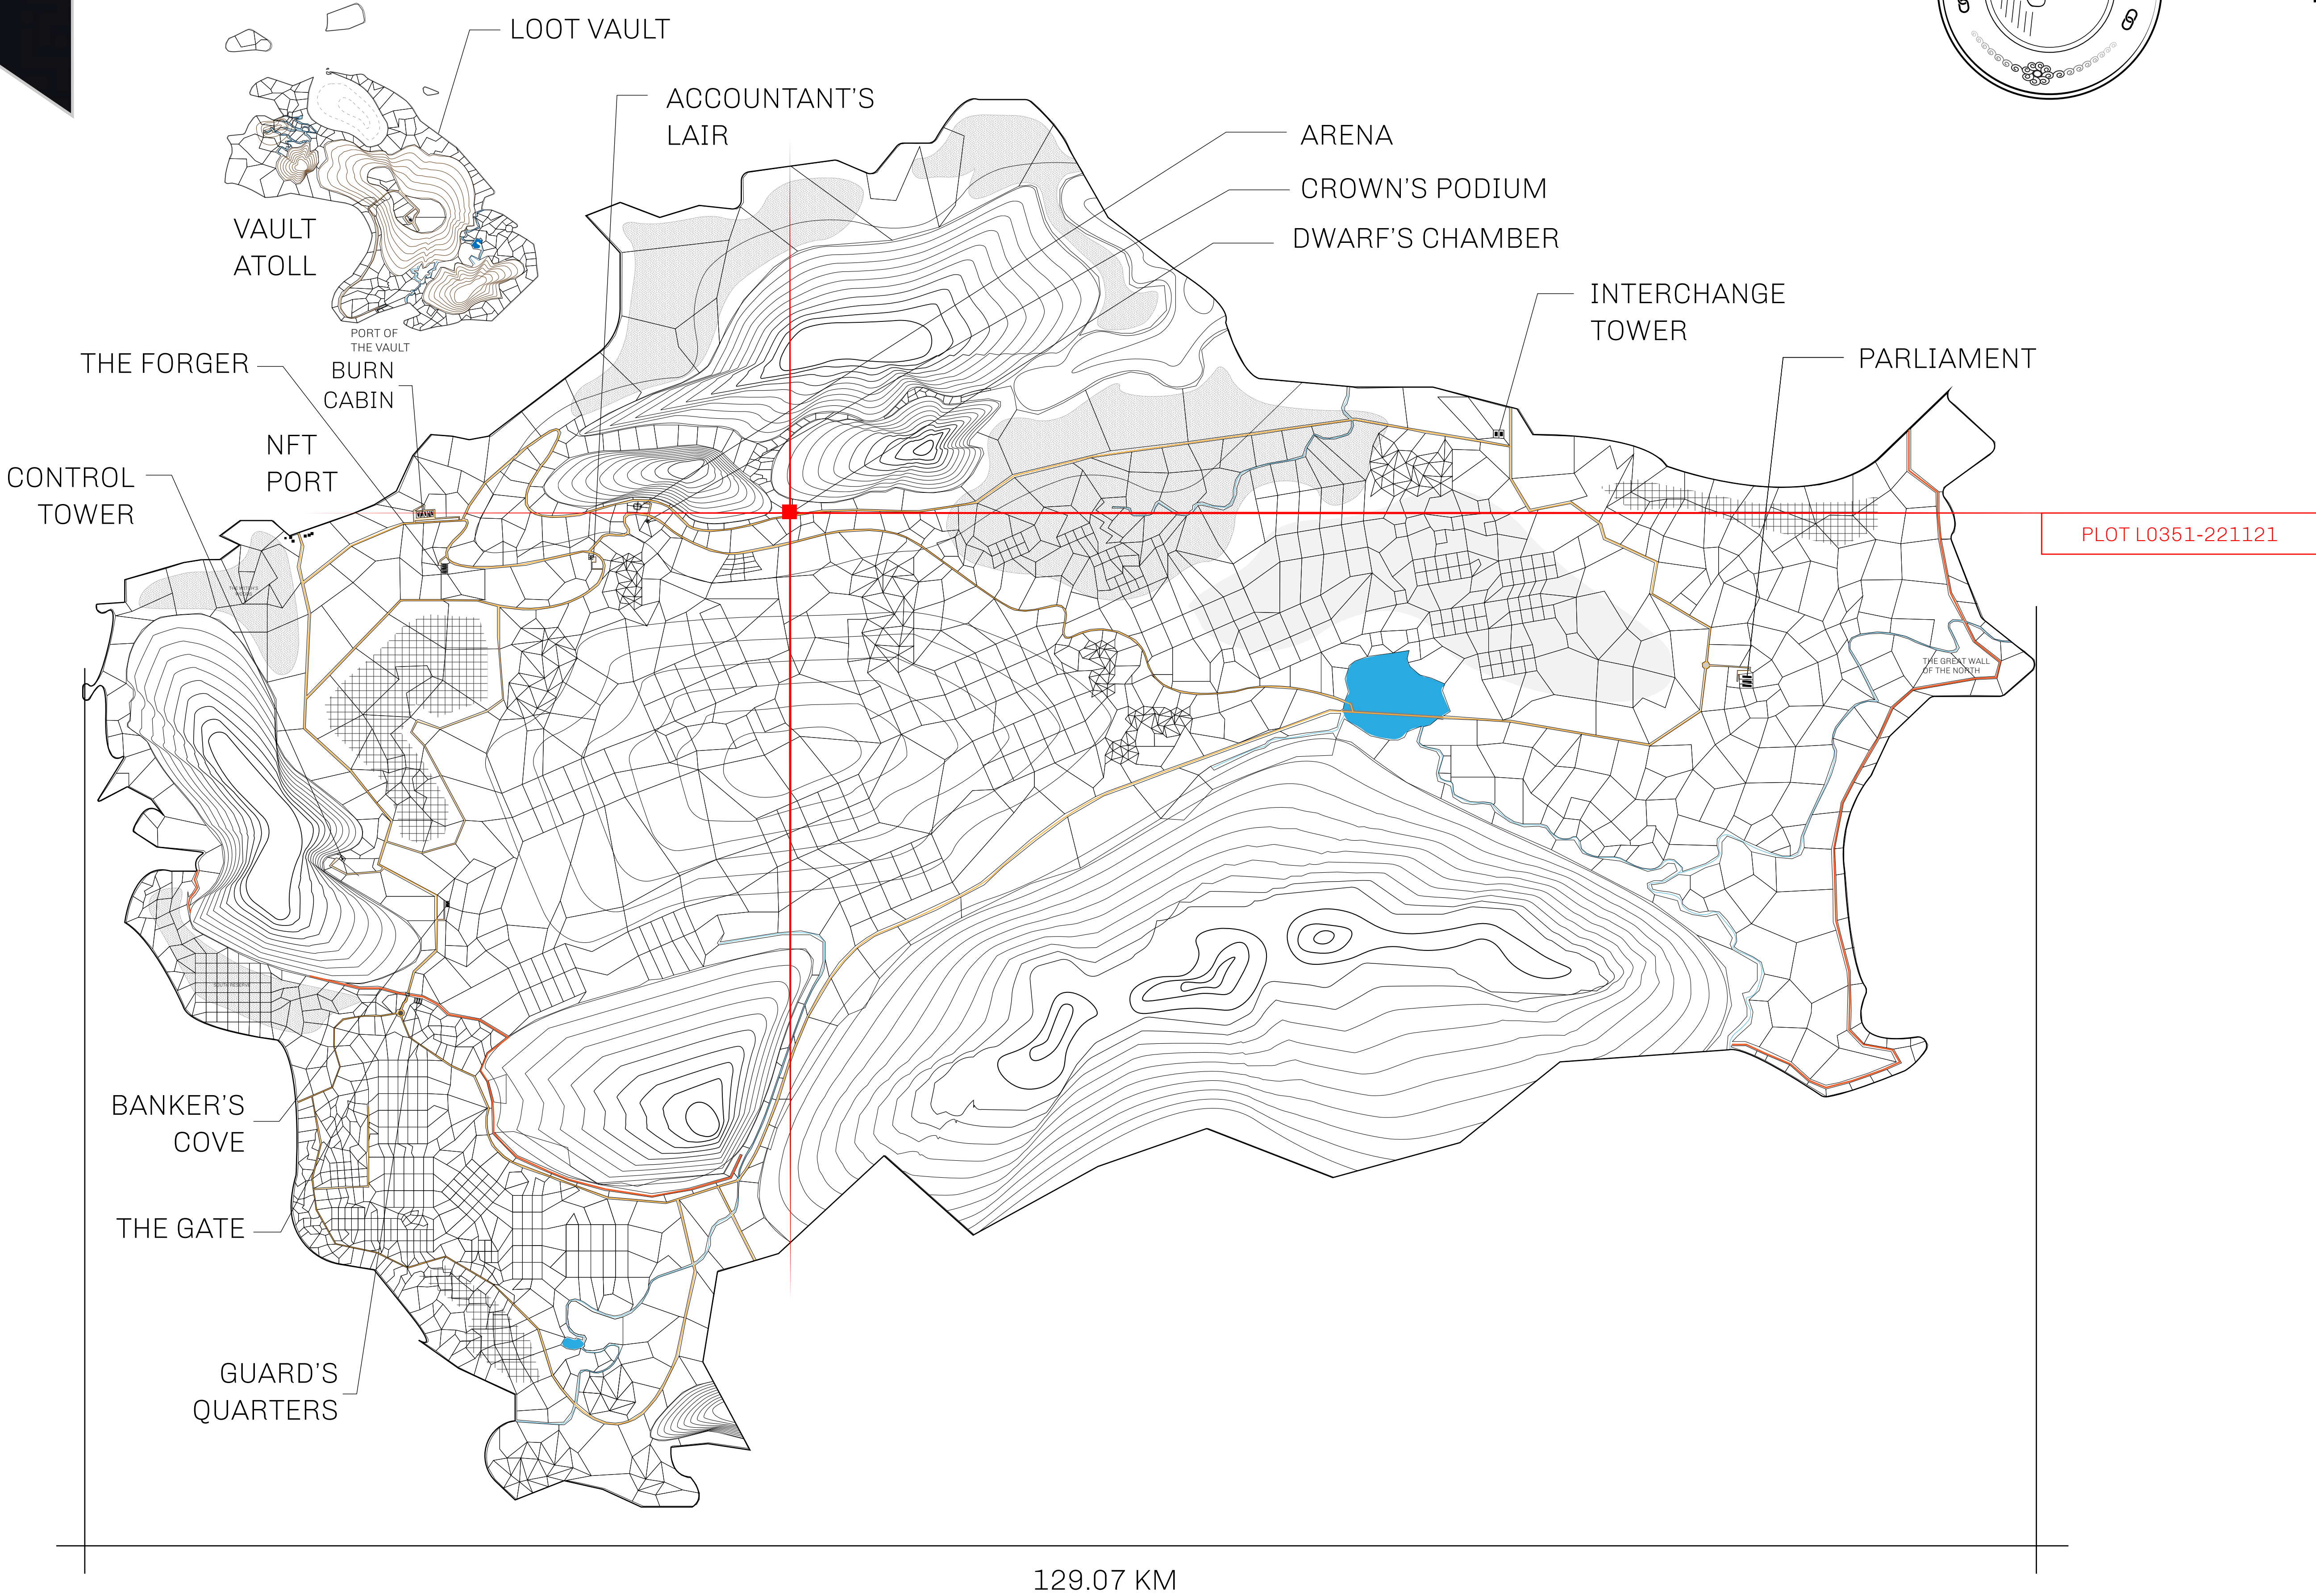 LOOT VAULT
ACCOUNTANT'S
LAIR
ARENA
CROWN'S PODIUM
DWARF'S CHAMBER
VAULT
ATOLL
INTERCHANGE
TOWER
PORT OF
THE VAULT
PARLIAMENT
THE FORGER
BURN
CABIN
NFT
PORT
CONTROL
TOWER
PLOT L0351-221121
THE GREAT WALL
OF THE NORTH
SOUTH RESERVE
BANKER'S
COVE
THE GATE
GUARD'S
QUARTERS
129.07 KM